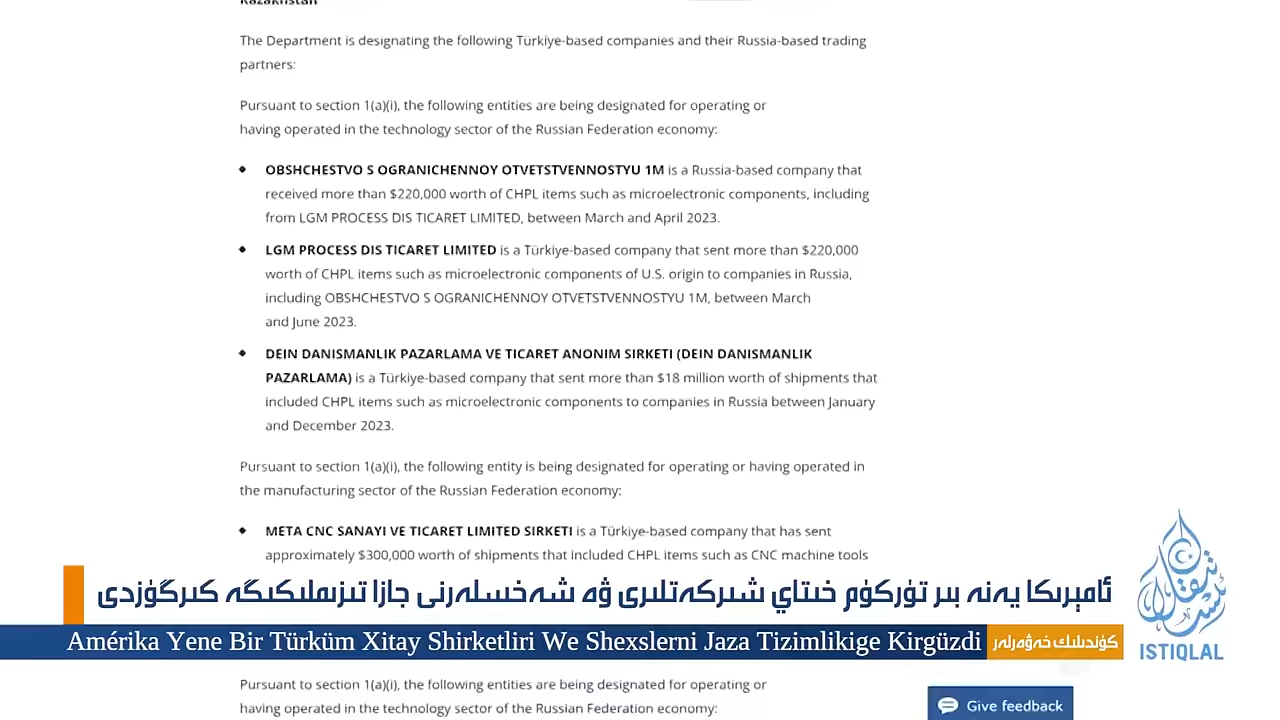 Kazakhstan
The Department is designating the following Türkiye-based companies and their Russia-based trading
partners:
Pursuant to section 1(a)(i), the following entities are being designated for operating or
having operated in the technology sector of the Russian Federation economy:
OBSHCHESTVO S OGRANICHENNOY OTVETSTVENNOSTYU 1M is a Russia-based company that
received more than $220,000 worth of CHPL items such as microelectronic components, including
from LGM PROCESS DIS TICARET LIMITED, between March and April 2023.
LGM PROCESS DIS TICARET LIMITED is a Türkiye-based company that sent more than $220,000
worth of CHPL items such as microelectronic components of U.S. origin to companies in Russia,
including OBSHCHESTVO S OGRANICHENNOY OTVETSTVENNOSTYU 1M, between March
and June 2023.
DEIN DANISMANLIK PAZARLAMA VE TICARET ANONIM SIRKETI (DEIN DANISMANLIK
PAZARLAMA) is a Türkiye-based company that sent more than $18 million worth of shipments that
included CHPL items such as microelectronic components to companies in Russia between January
and December 2023.
Pursuant to section 1(a)(i), the following entity is being designated for operating or having operated in
the manufacturing sector of the Russian Federation economy:
META CNC SANAYI VE TICARET LIMITED SIRKETI is a Türkiye-based company that has sent
approximately $300,000 worth of shipments that included CHPL items such as CNC machine tools
ئامېرىكا يەنە بىر تۈركۈم خىتاي شىركەتلىرى ۋە شەخسلەرنى جازا تىزىملىكىگە كىرگۈزدى
Amérika Yene Bir Türküm Xitay Shirketliri We Shexslerni Jaza Tizimlikige Kirgüzdi
كۈندىلىك خەۋەرلەر
ISTIQLAL
Pursuant to section 1(a)(i), the following entities are being designated for operating or
having operated in the technology sector of the Russian Federation economy:
Give feedback